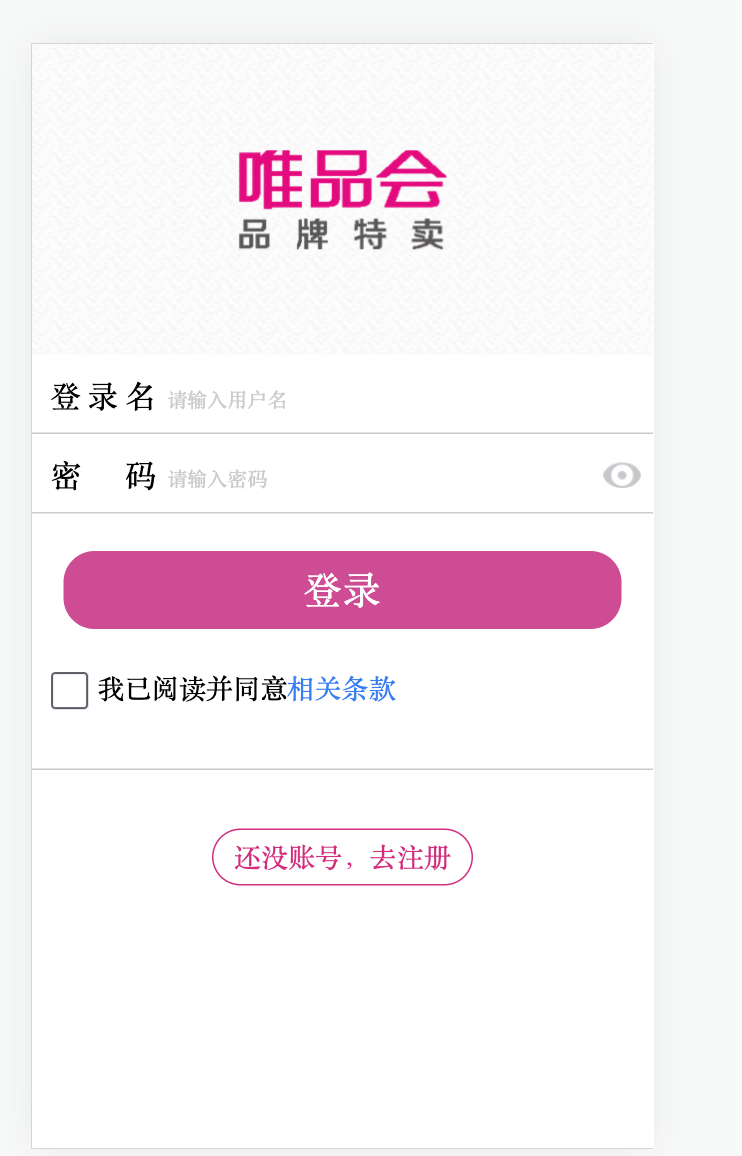 唯品会
品牌特卖
登录名 请输入用户名
密 码 请输入密码
登录
我已阅读并同意相关条款
还没账号，去注册